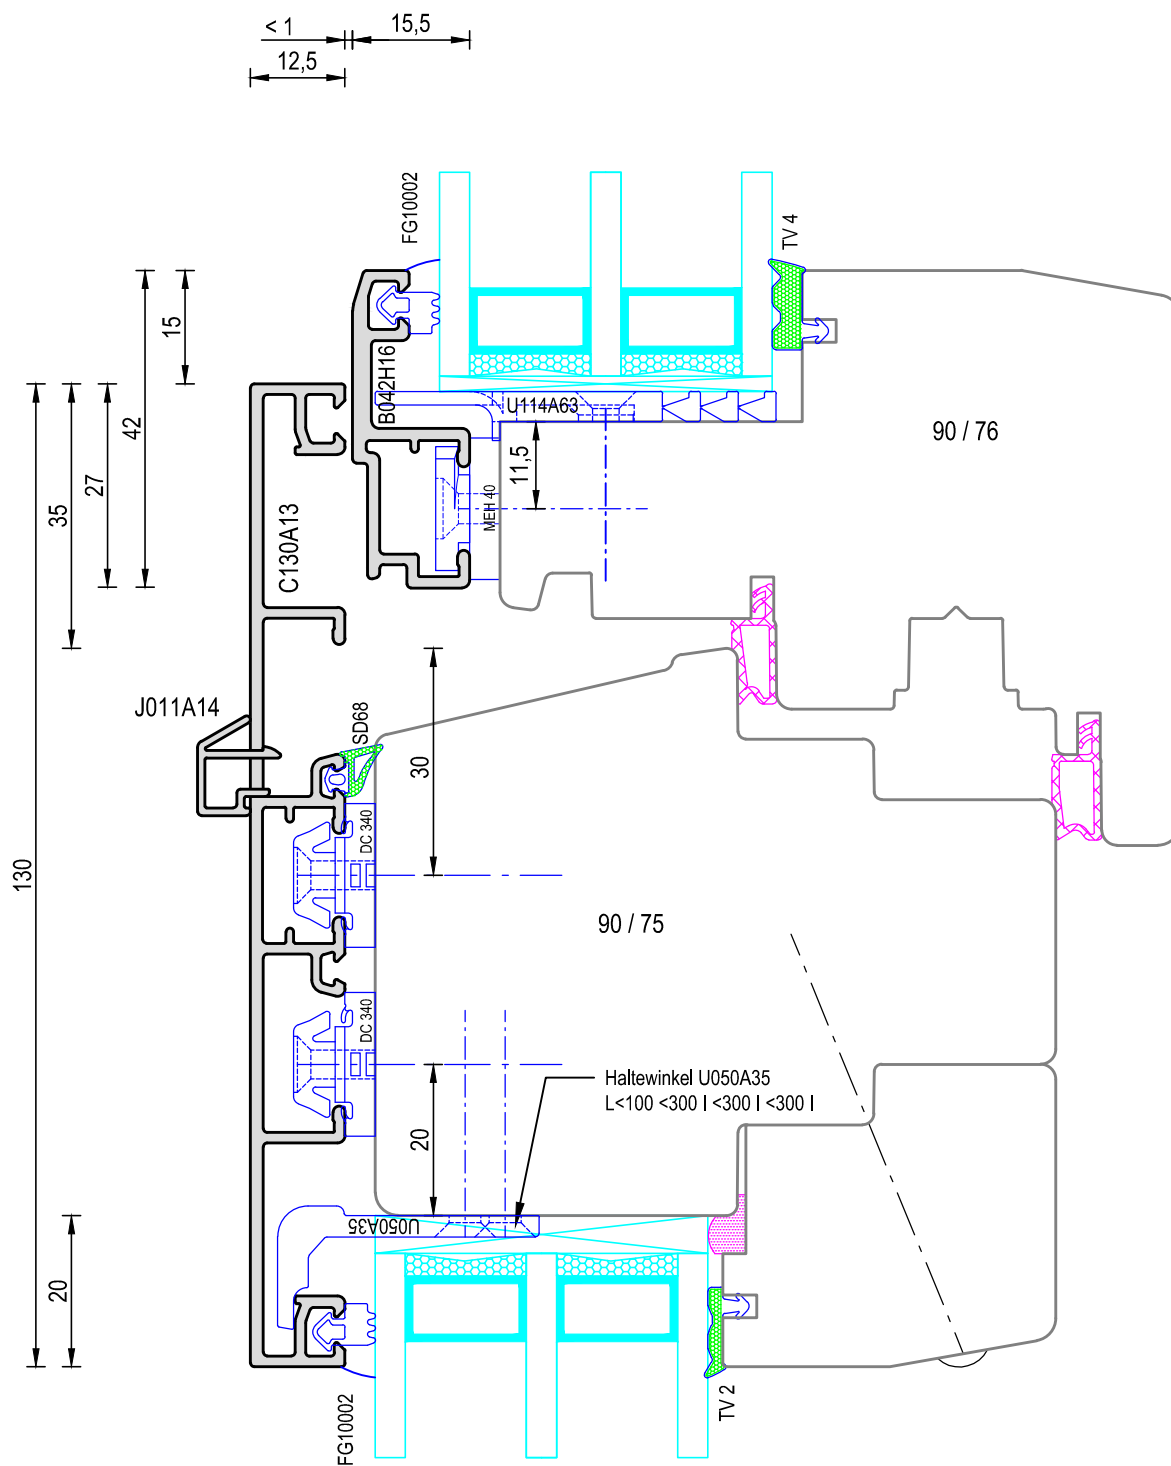 < 1
15,5
12,5
FG10002
TV 4
15
42
B042H16
U114A63
90 / 76
11,5
27
35
MEH 40
C130A13
J011A14
SD68
30
DC 340
130
90 / 75
DC 340
Haltewinkel U050A35
L<100 <300 l <300 l <300 l
20
U050A35
20
TV 2
FG10002